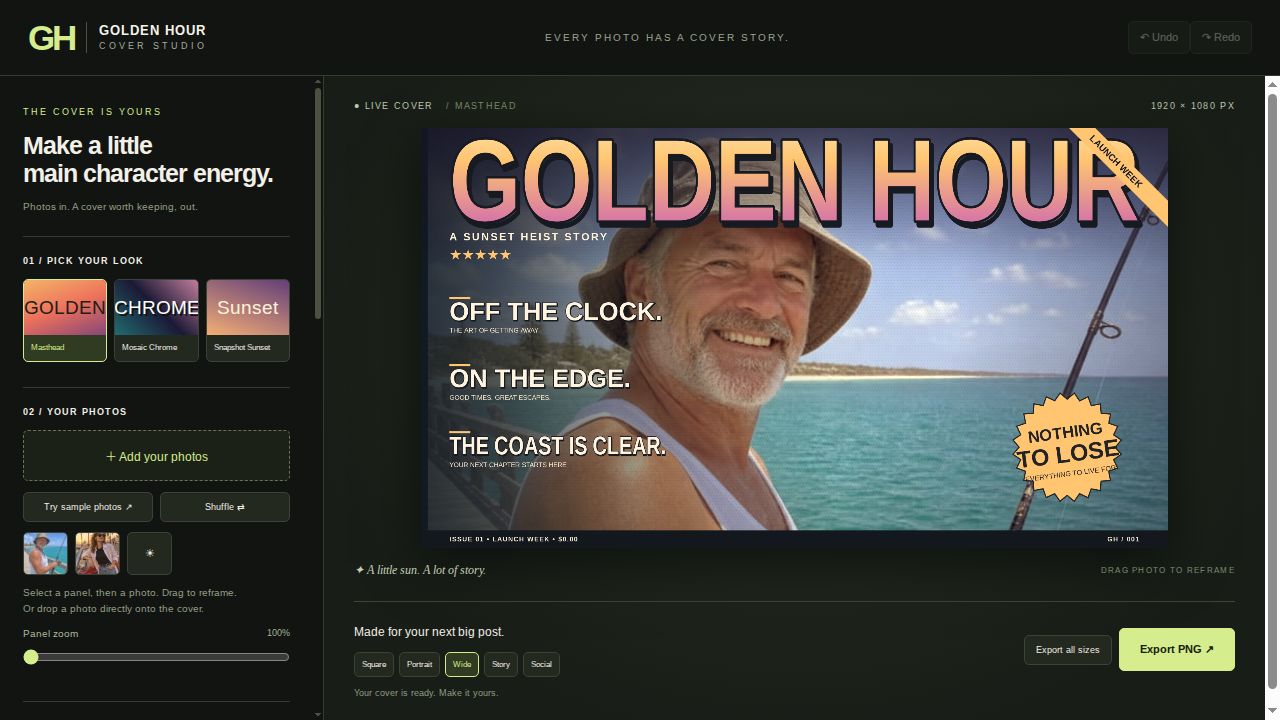 GH
GOLDEN HOUR
COVER STUDIO
EVERY PHOTO HAS A COVER STORY.
↶ Undo
↷ Redo
THE COVER IS YOURS
Make a little
main character energy.
Photos in. A cover worth keeping, out.
01 / PICK YOUR LOOK
GOLDEN
CHROME
Sunset
Masthead
Mosaic Chrome
Snapshot Sunset
02 / YOUR PHOTOS
+ Add your photos
Try sample photos ↗
Shuffle ⇄
Select a panel, then a photo. Drag to reframe.
Or drop a photo directly onto the cover.
Panel zoom
100%
● LIVE COVER / MASTHEAD
1920 × 1080 PX
GOLDEN HOUR
LAUNCH WEEK
A SUNSET HEIST STORY
★★★★★
OFF THE CLOCK.
THE ART OF GETTING AWAY
ON THE EDGE.
GOOD TIMES. GREAT ESCAPES.
THE COAST IS CLEAR.
YOUR NEXT CHAPTER STARTS HERE
NOTHING
TO LOSE
EVERYTHING TO LIVE FOR
ISSUE 01 • LAUNCH WEEK • $0.00
GH / 001
✦ A little sun. A lot of story.
DRAG PHOTO TO REFRAME
Made for your next big post.
Square
Portrait
Wide
Story
Social
Your cover is ready. Make it yours.
Export all sizes
Export PNG ↗